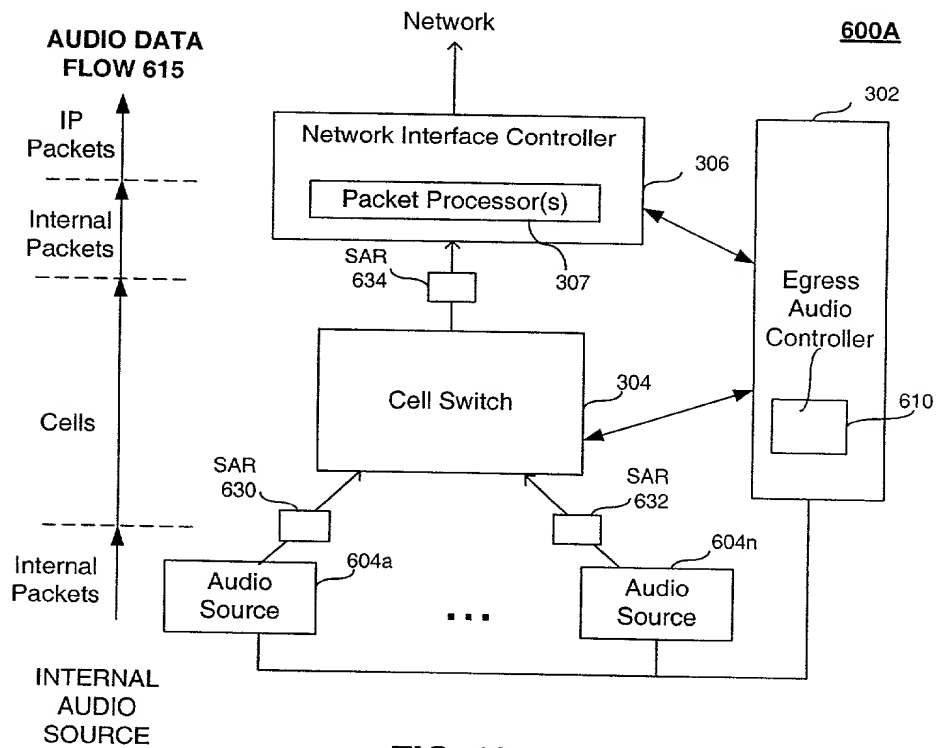 Network
600A
AUDIO DATA
FLOW 615
302
IP
Packets
Network Interface Controller
306
Packet Processor(s)
Internal
Packets
SAR
634
307
Egress
Audio
Controller
Cell Switch
304
610
Cells
SAR
630
SAR
632
Internal
Packets
604a
604n
Audio
Source
...
Audio
Source
INTERNAL
AUDIO
SOURCE